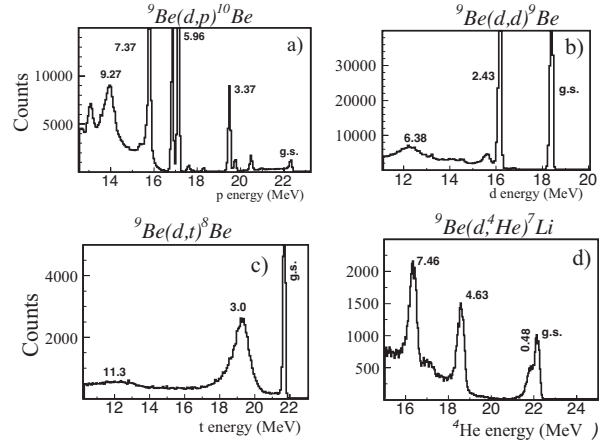 ⁹Be(d,p)¹⁰Be
a)
Counts
10000
5000
7.37
5.96
9.27
3.37
g.s.
14 16 18 20 22
p energy (MeV)
⁹Be(d,d)⁹Be
b)
40000
30000
20000
10000
2.43
g.s.
6.38
12 14 16 18 20
d energy (MeV)
⁹Be(d,t)⁸Be
c)
Counts
4000
2000
g.s.
3.0
11.3
12 14 16 18 20 22
t energy (MeV)
⁹Be(d,⁴He)⁷Li
d)
2000
1500
1000
500
7.46
4.63
0.48
g.s.
16 18 20 22 24
⁴He energy (MeV )